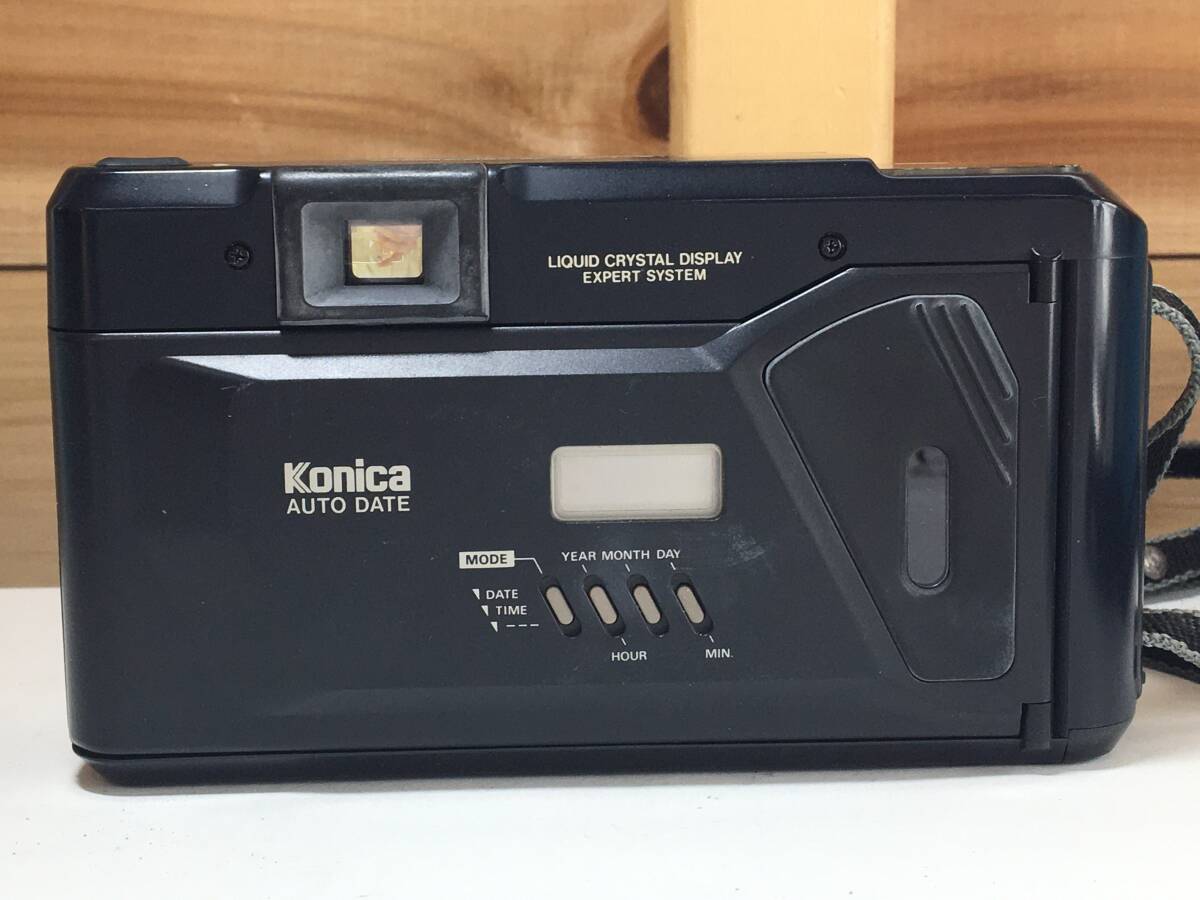 LIQUID CRYSTAL DISPLAY
EXPERT SYSTEM
Konica
AUTO DATE
MODE
YEAR MONTH DAY
DATE
TIME
---
HOUR
MIN.